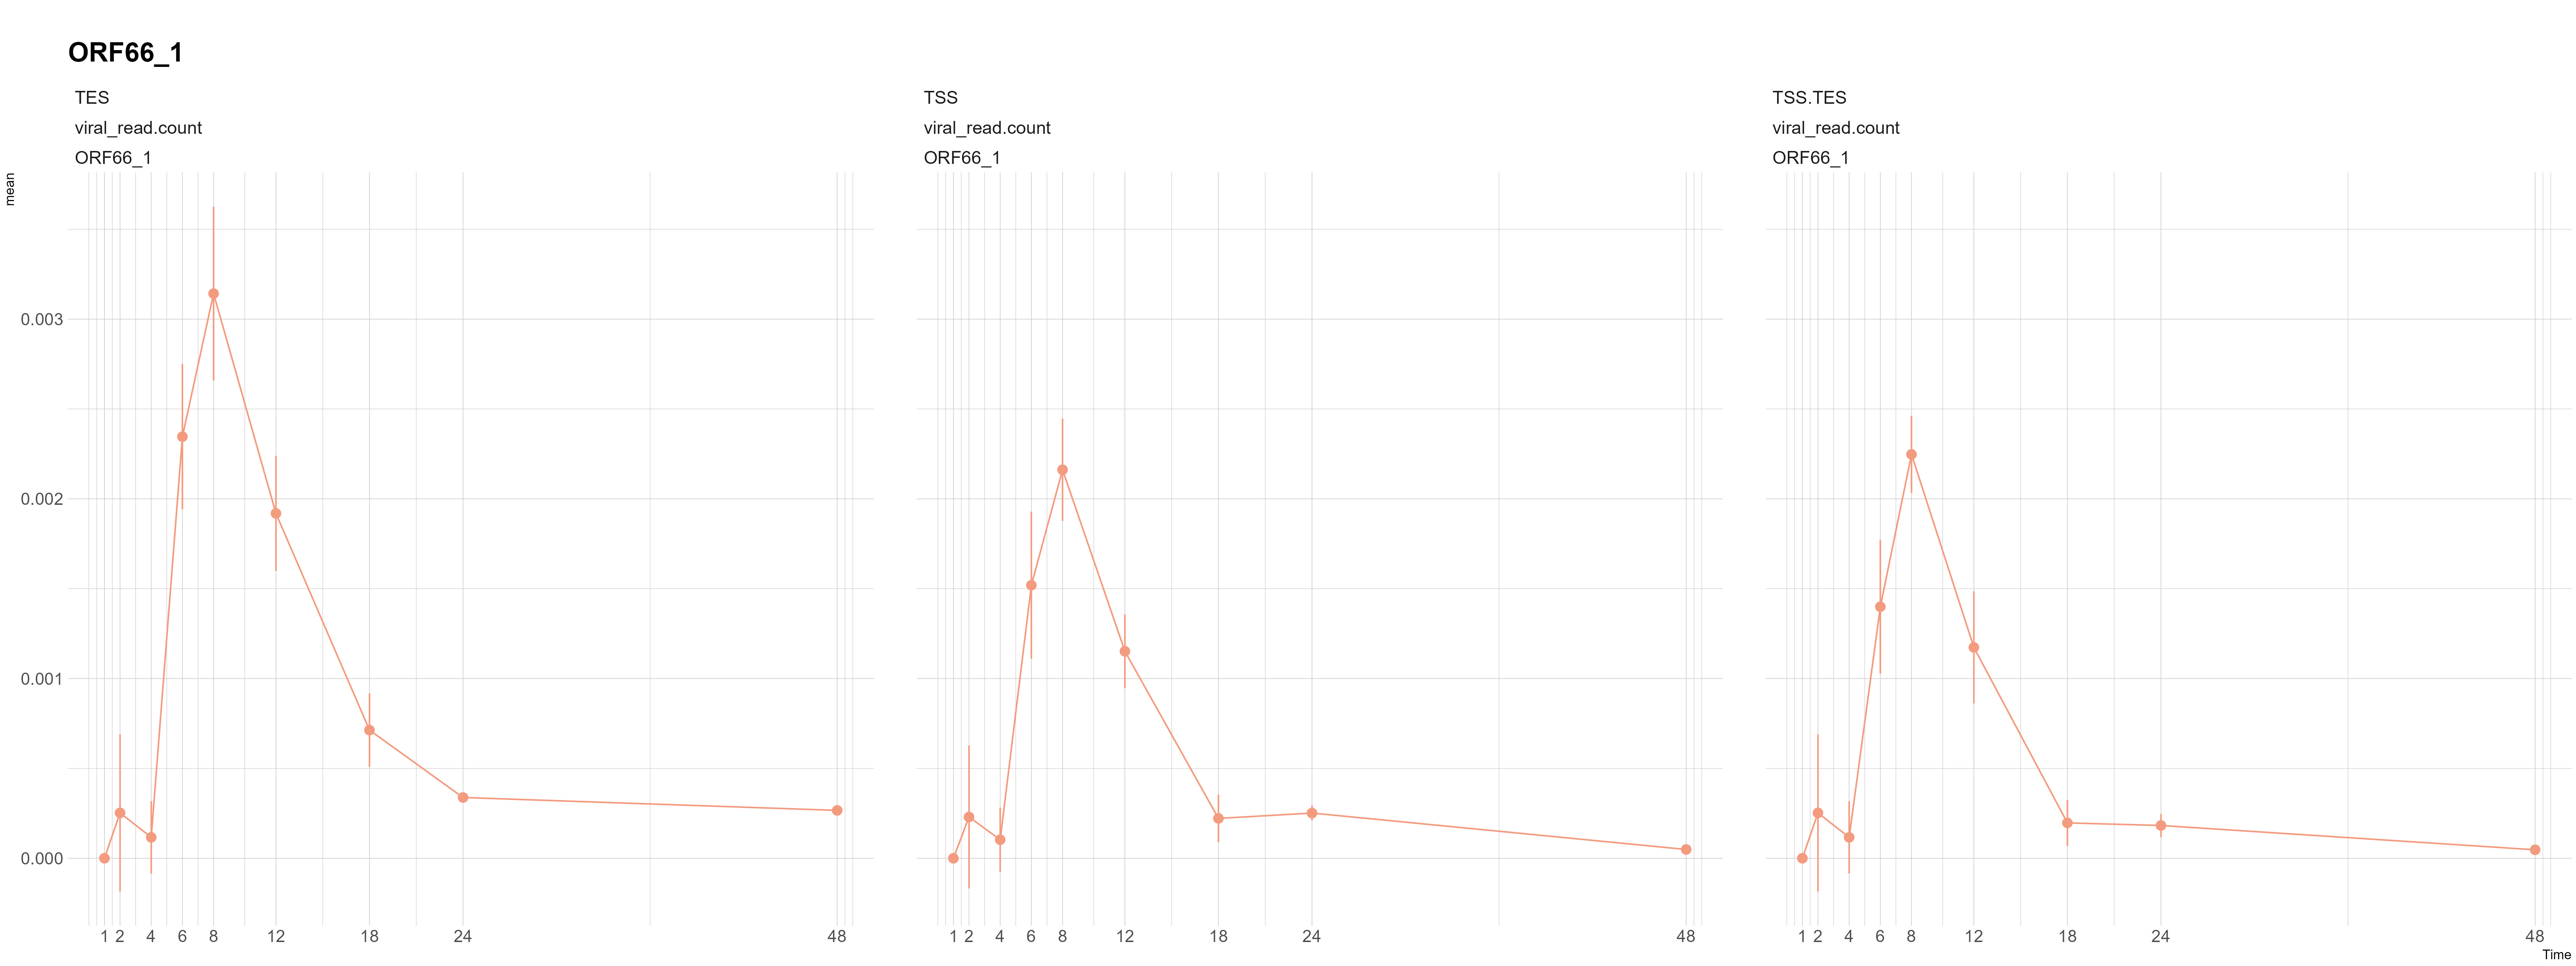 ORF66_1
TES
viral_read.count
ORF66_1
TSS
viral_read.count
ORF66_1
TSS.TES
viral_read.count
ORF66_1
mean
0.003
0.002
0.001
0.000
1 2 4 6 8 12 18 24 48
1 2 4 6 8 12 18 24 48
1 2 4 6 8 12 18 24 48
Time